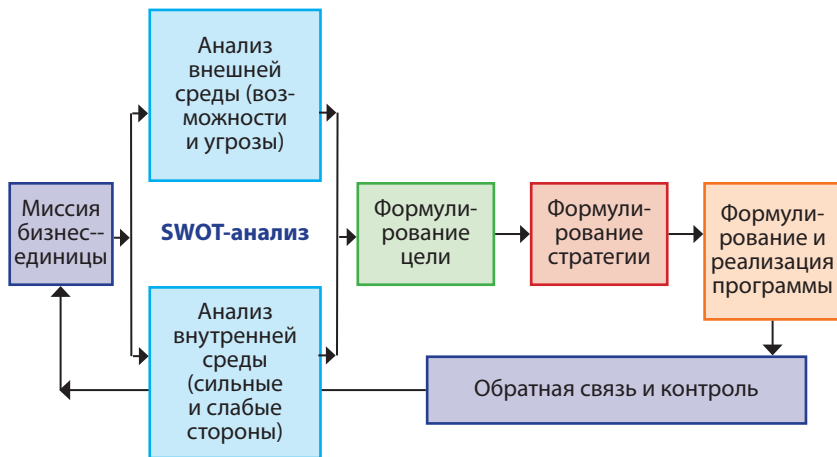 Анализ
внешней
среды (воз-
можности
и угрозы)
Миссия
бизнес--
единицы
SWOT-анализ
Формули-
рование
цели
Формули-
рование
стратегии
Формули-
рование и
реализация
программы
Анализ
внутренней
среды
(сильные
и слабые
стороны)
Обратная связь и контроль